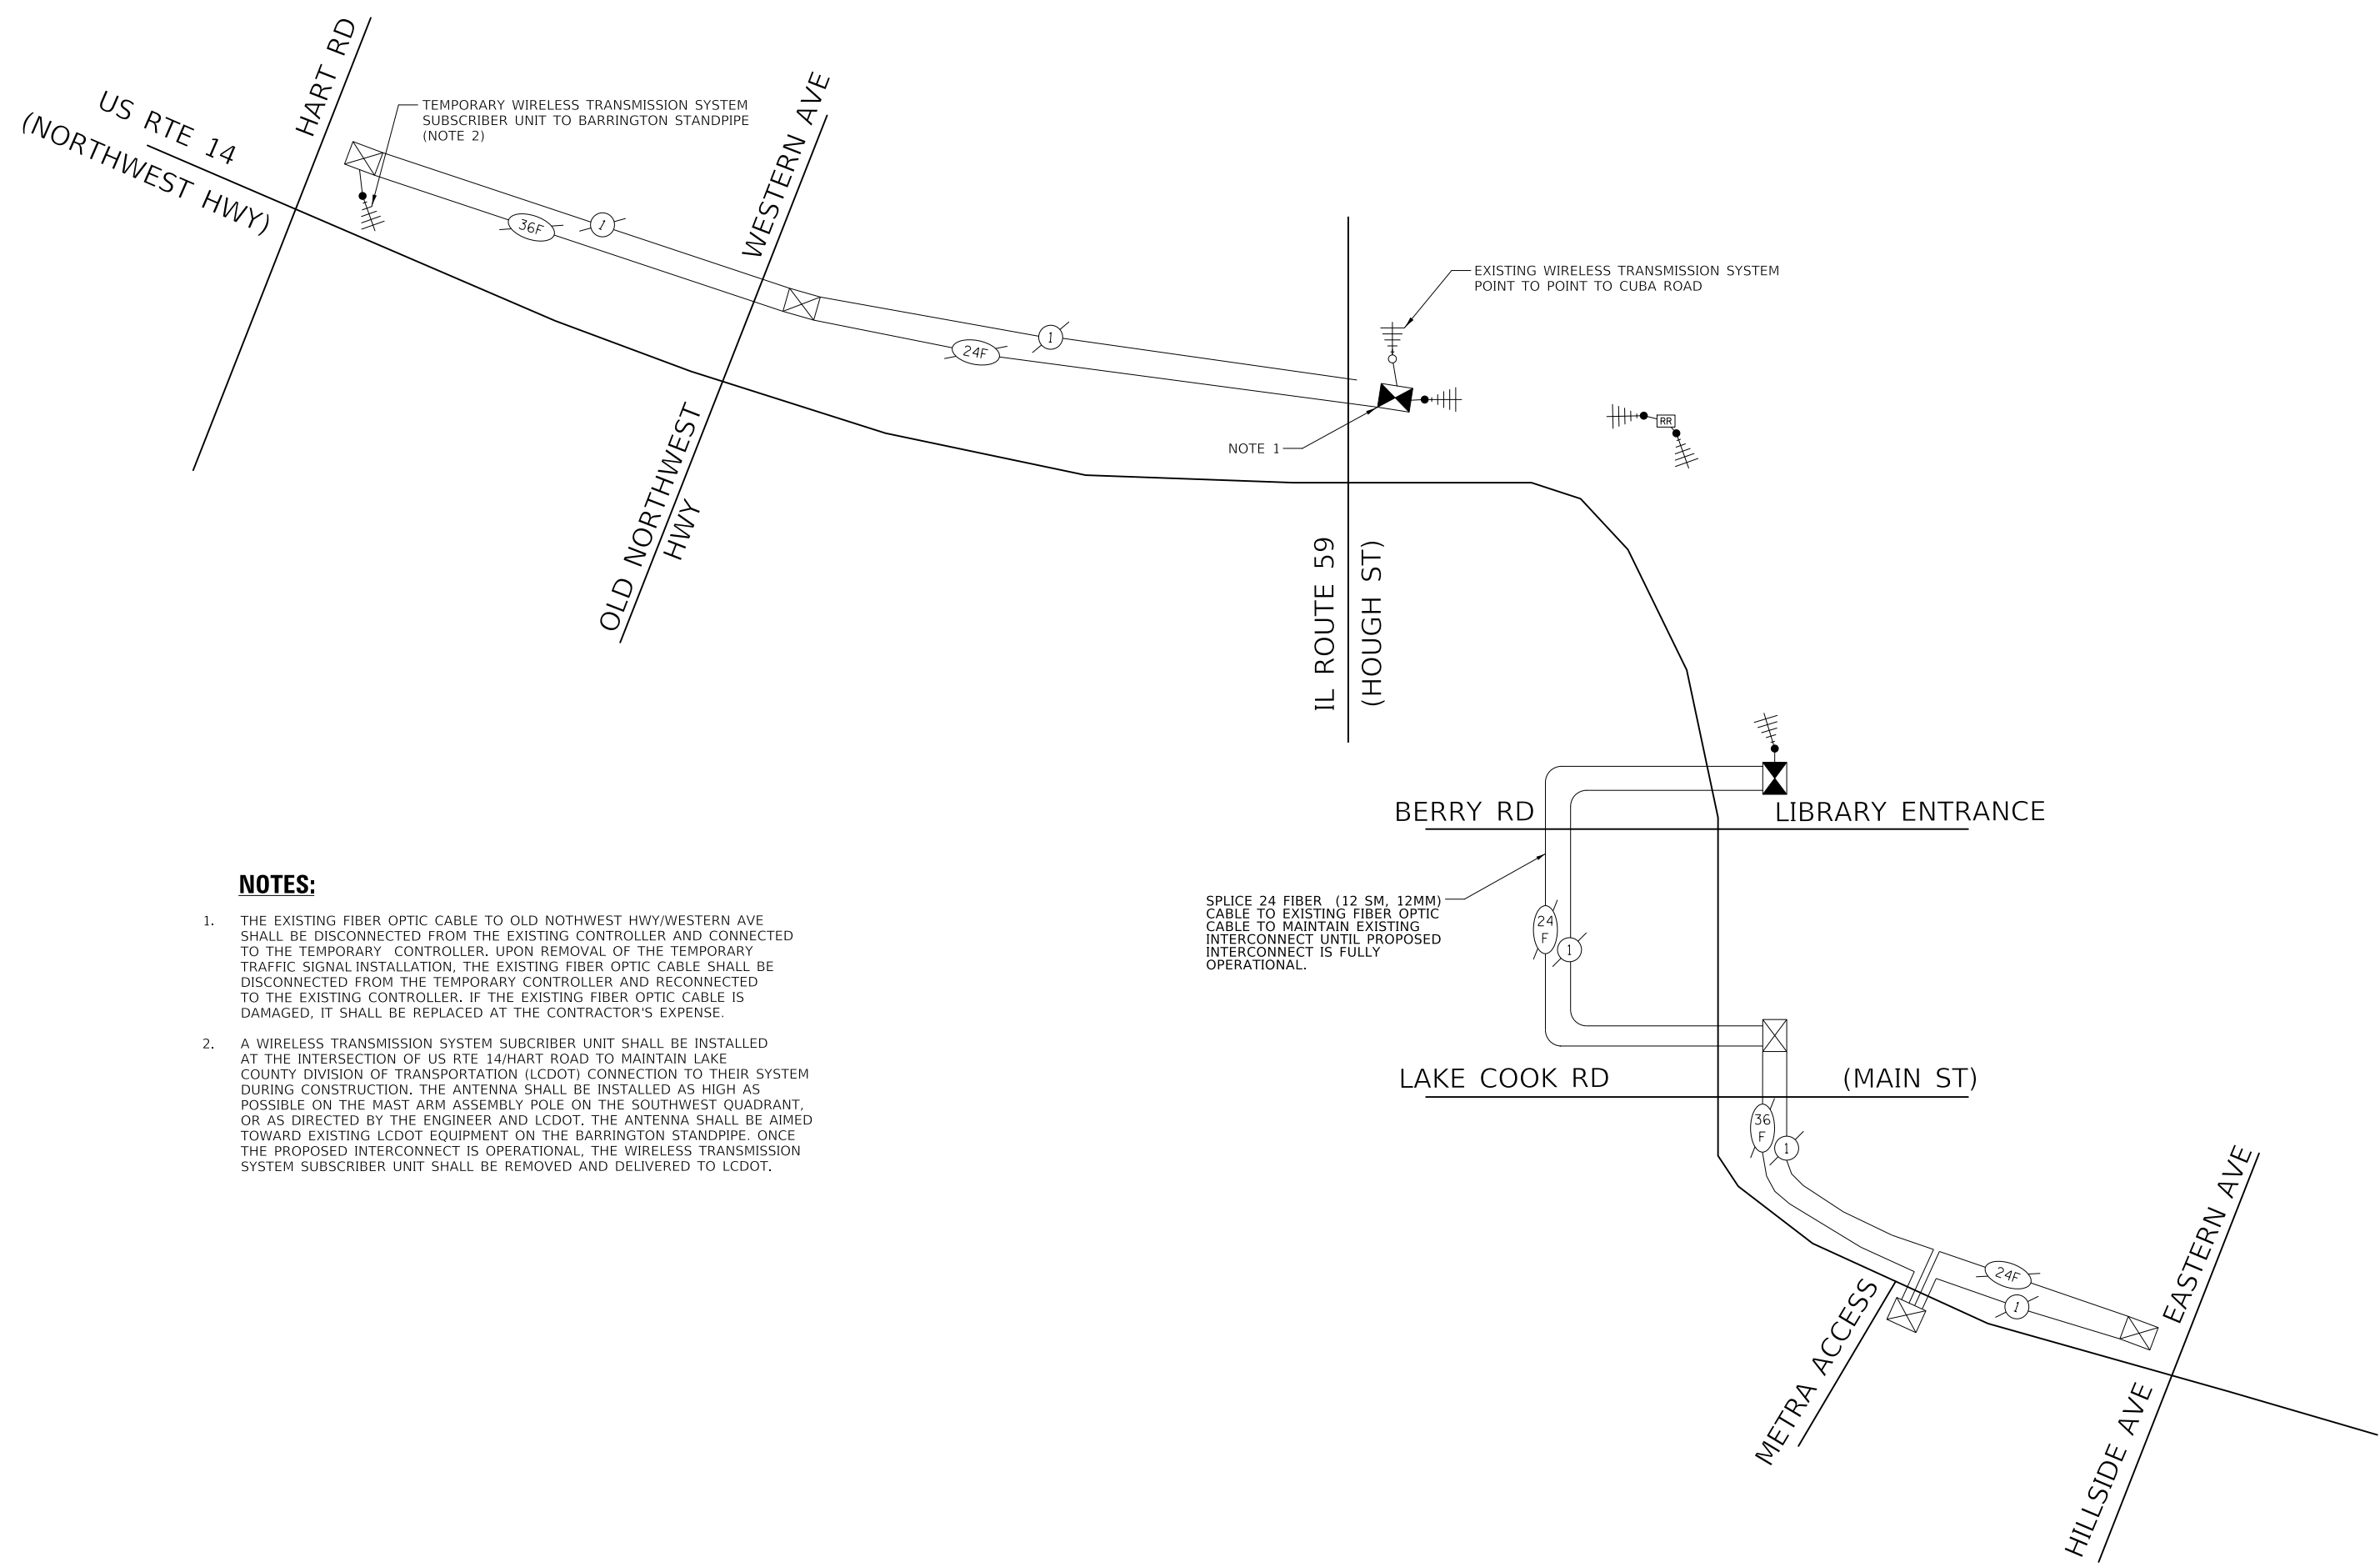 HART RD
US RTE 14
(NORTHWEST HWY)
TEMPORARY WIRELESS TRANSMISSION SYSTEM
SUBSCRIBER UNIT TO BARRINGTON STANDPIPE
(NOTE 2)
WESTERN AVE
36F
1
OLD NORTHWEST
HWY
24F
1
EXISTING WIRELESS TRANSMISSION SYSTEM
POINT TO POINT TO CUBA ROAD
NOTE 1
RR
IL ROUTE 59
(HOUGH ST)
BERRY RD
LIBRARY ENTRANCE
SPLICE 24 FIBER (12 SM, 12MM)
CABLE TO EXISTING FIBER OPTIC
CABLE TO MAINTAIN EXISTING
INTERCONNECT UNTIL PROPOSED
INTERCONNECT IS FULLY
OPERATIONAL.
24
F
1
LAKE COOK RD
(MAIN ST)
36
F
1
METRA ACCESS
24F
1
EASTERN AVE
HILLSIDE AVE
NOTES:
1. THE EXISTING FIBER OPTIC CABLE TO OLD NOTHWEST HWY/WESTERN AVE
SHALL BE DISCONNECTED FROM THE EXISTING CONTROLLER AND CONNECTED
TO THE TEMPORARY CONTROLLER. UPON REMOVAL OF THE TEMPORARY
TRAFFIC SIGNAL INSTALLATION, THE EXISTING FIBER OPTIC CABLE SHALL BE
DISCONNECTED FROM THE TEMPORARY CONTROLLER AND RECONNECTED
TO THE EXISTING CONTROLLER. IF THE EXISTING FIBER OPTIC CABLE IS
DAMAGED, IT SHALL BE REPLACED AT THE CONTRACTOR'S EXPENSE.
2. A WIRELESS TRANSMISSION SYSTEM SUBCRIBER UNIT SHALL BE INSTALLED
AT THE INTERSECTION OF US RTE 14/HART ROAD TO MAINTAIN LAKE
COUNTY DIVISION OF TRANSPORTATION (LCDOT) CONNECTION TO THEIR SYSTEM
DURING CONSTRUCTION. THE ANTENNA SHALL BE INSTALLED AS HIGH AS
POSSIBLE ON THE MAST ARM ASSEMBLY POLE ON THE SOUTHWEST QUADRANT,
OR AS DIRECTED BY THE ENGINEER AND LCDOT. THE ANTENNA SHALL BE AIMED
TOWARD EXISTING LCDOT EQUIPMENT ON THE BARRINGTON STANDPIPE. ONCE
THE PROPOSED INTERCONNECT IS OPERATIONAL, THE WIRELESS TRANSMISSION
SYSTEM SUBSCRIBER UNIT SHALL BE REMOVED AND DELIVERED TO LCDOT.